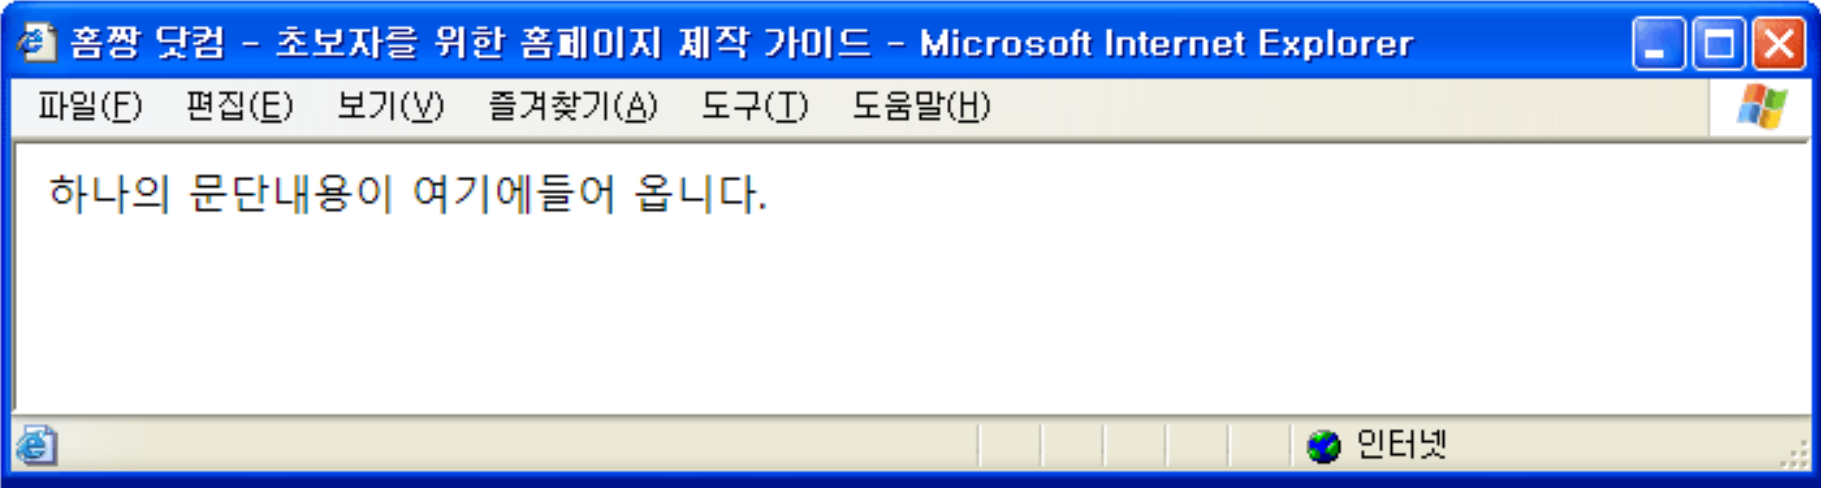 홈짱 닷컴 - 초보자를 위한 홈페이지 제작 가이드 - Microsoft Internet Explorer
파일(F) 편집(E) 보기(V) 즐겨찾기(A) 도구(T) 도움말(H)
하나의 문단내용이 여기에들어 옵니다.
인터넷